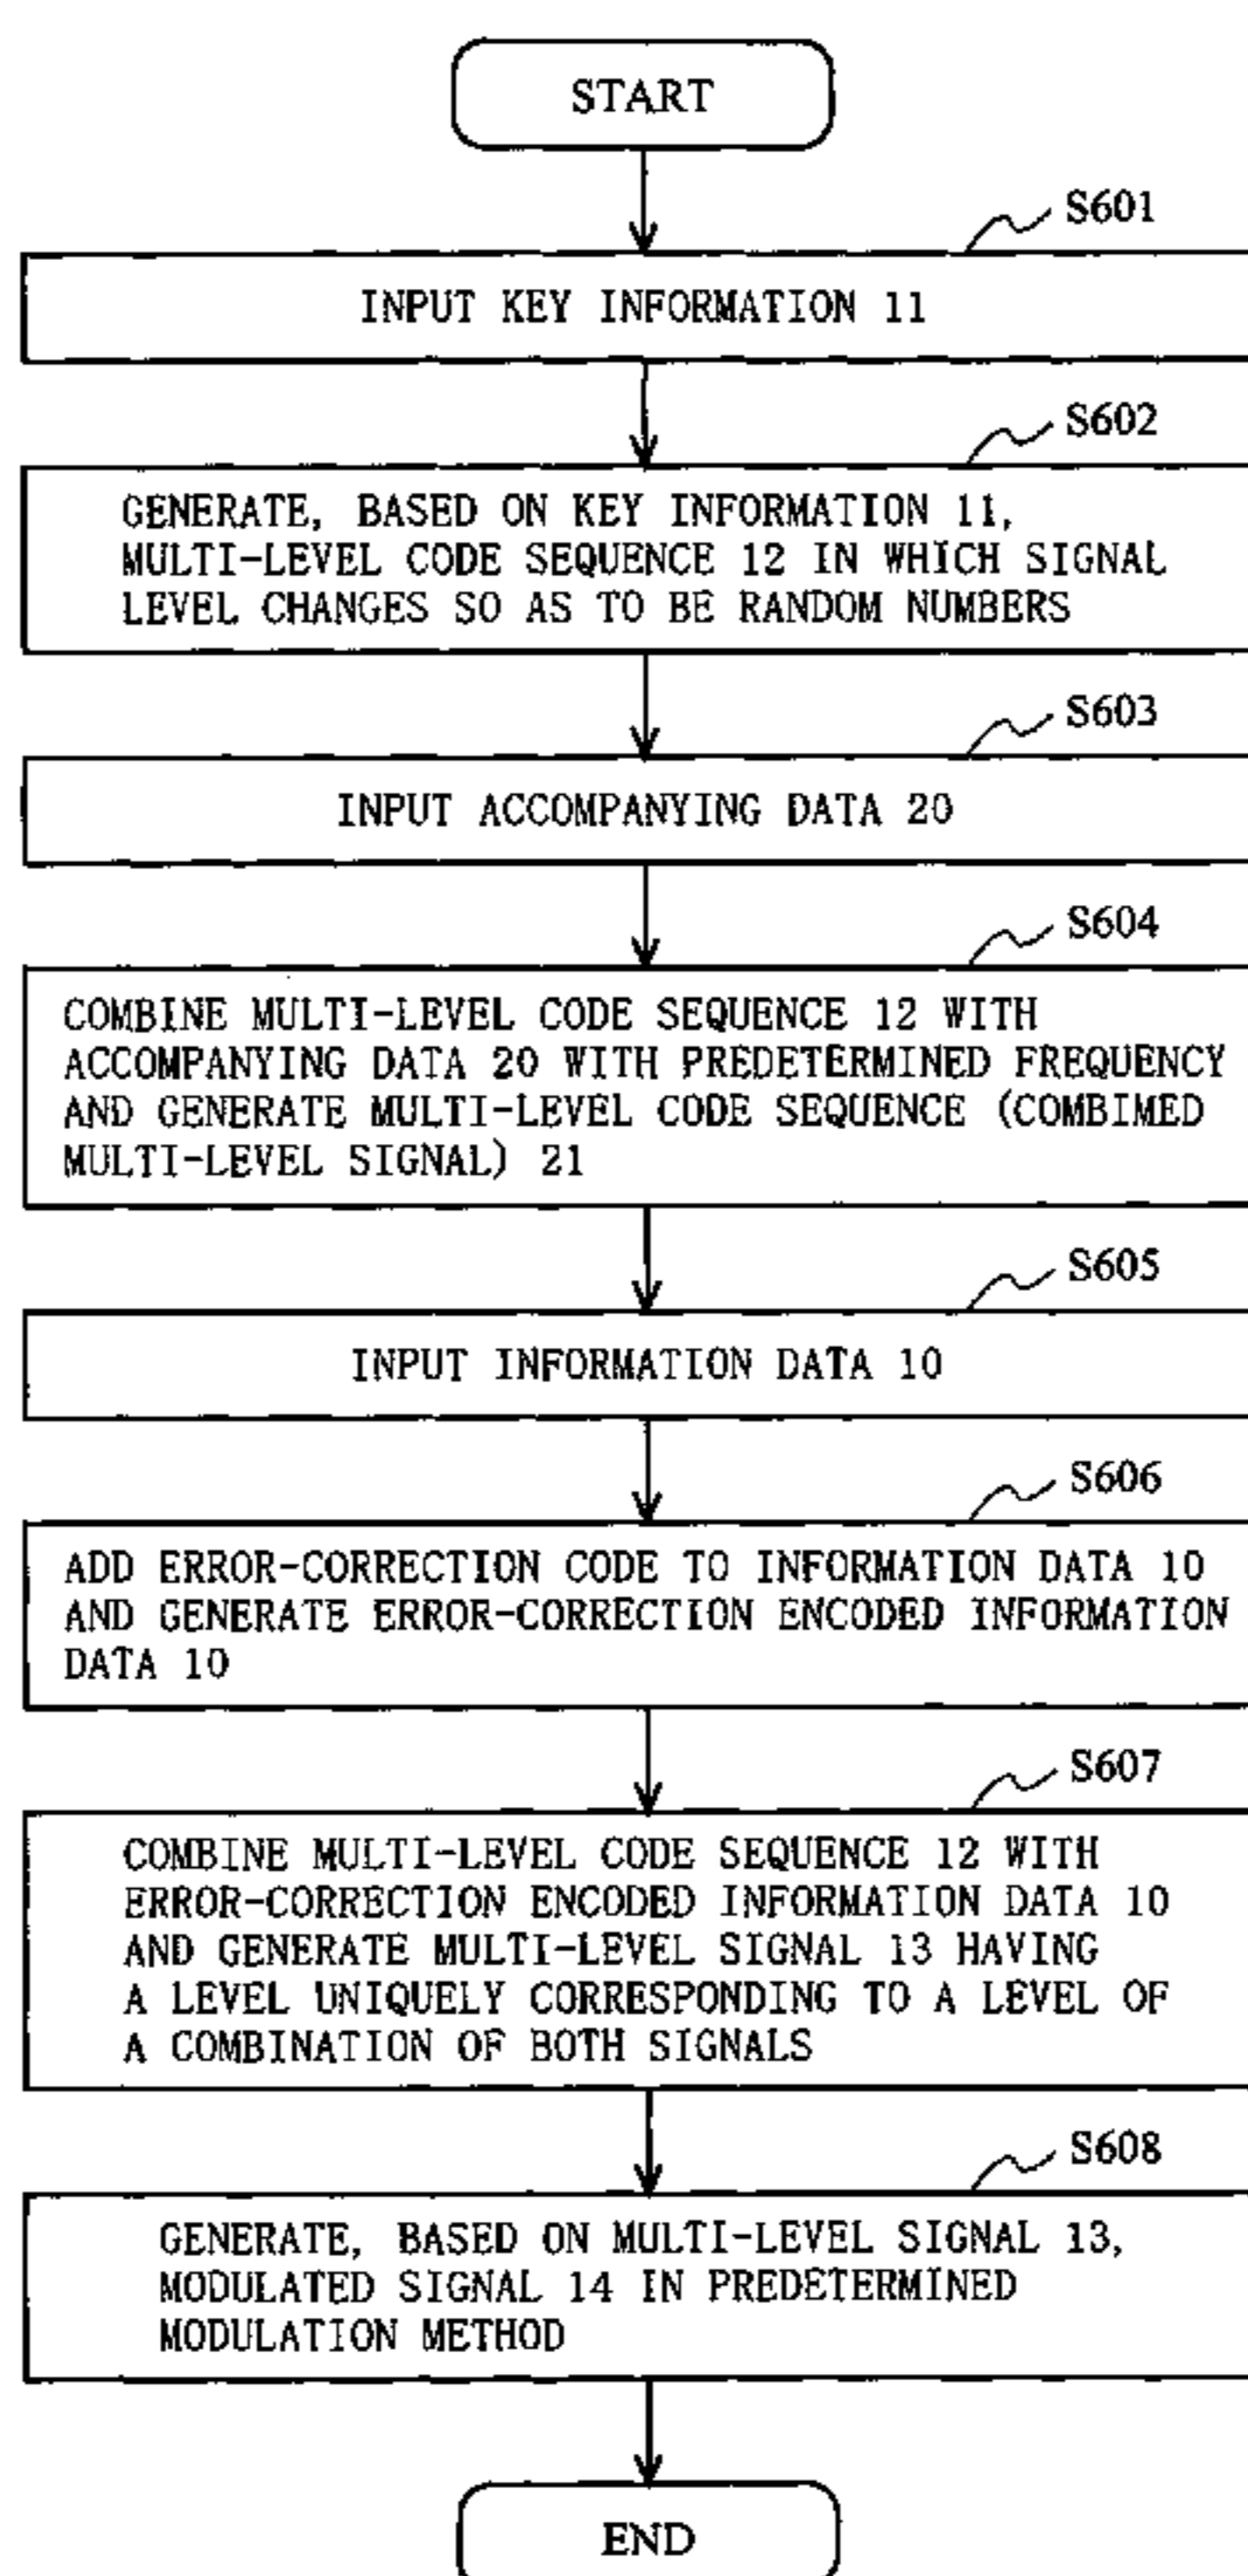 START
S601
INPUT KEY INFORMATION 11
S602
GENERATE, BASED ON KEY INFORMATION 11,
MULTI-LEVEL CODE SEQUENCE 12 IN WHICH SIGNAL
LEVEL CHANGES SO AS TO BE RANDOM NUMBERS
S603
INPUT ACCOMPANYING DATA 20
S604
COMBINE MULTI-LEVEL CODE SEQUENCE 12 WITH
ACCOMPANYING DATA 20 WITH PREDETERMINED FREQUENCY
AND GENERATE MULTI-LEVEL CODE SEQUENCE (COMBIMED
MULTI-LEVEL SIGNAL) 21
S605
INPUT INFORMATION DATA 10
S606
ADD ERROR-CORRECTION CODE TO INFORMATION DATA 10
AND GENERATE ERROR-CORRECTION ENCODED INFORMATION
DATA 10
S607
COMBINE MULTI-LEVEL CODE SEQUENCE 12 WITH
ERROR-CORRECTION ENCODED INFORMATION DATA 10
AND GENERATE MULTI-LEVEL SIGNAL 13 HAVING
A LEVEL UNIQUELY CORRESPONDING TO A LEVEL OF
A COMBINATION OF BOTH SIGNALS
S608
GENERATE, BASED ON MULTI-LEVEL SIGNAL 13,
MODULATED SIGNAL 14 IN PREDETERMINED
MODULATION METHOD
END